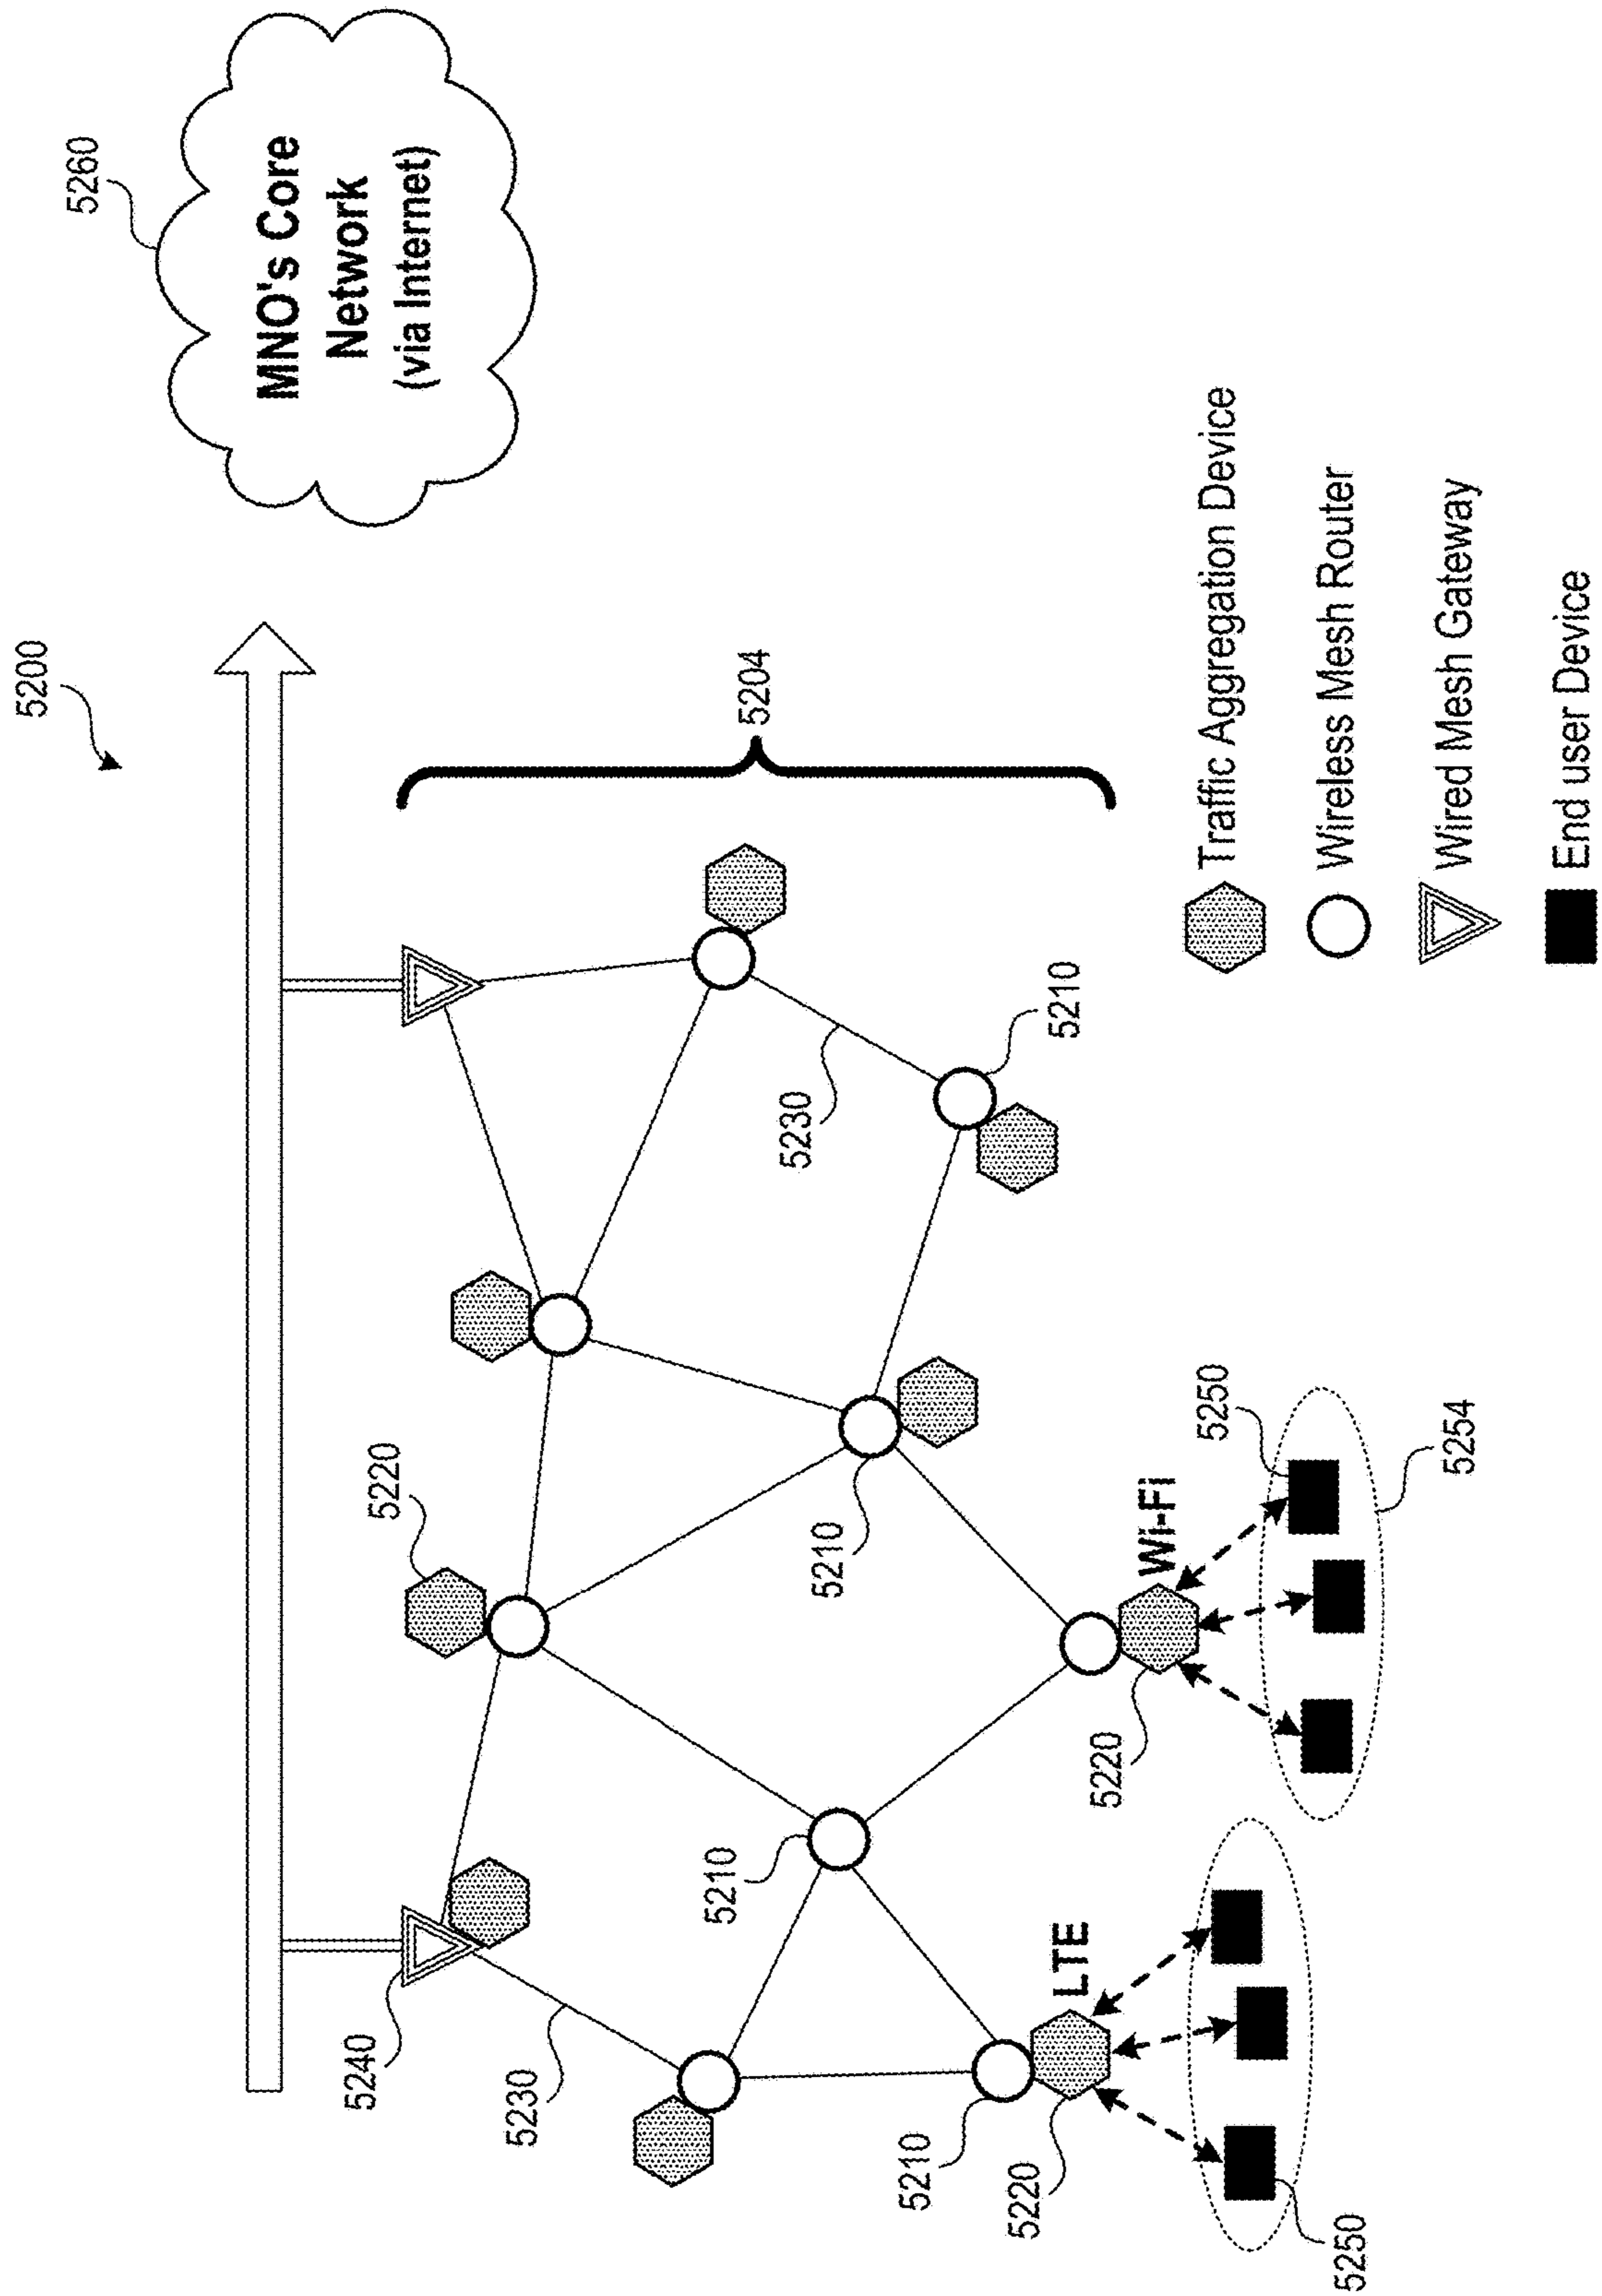 5200
5260
MNO's Core
Network
(via Internet)
5240
5220
5230
5210
5204
5230
5210
5210
5220
LTE
5210
5220
Wi-Fi
5250
5250
5254
Traffic Aggregation Device
Wireless Mesh Router
Wired Mesh Gateway
End user Device